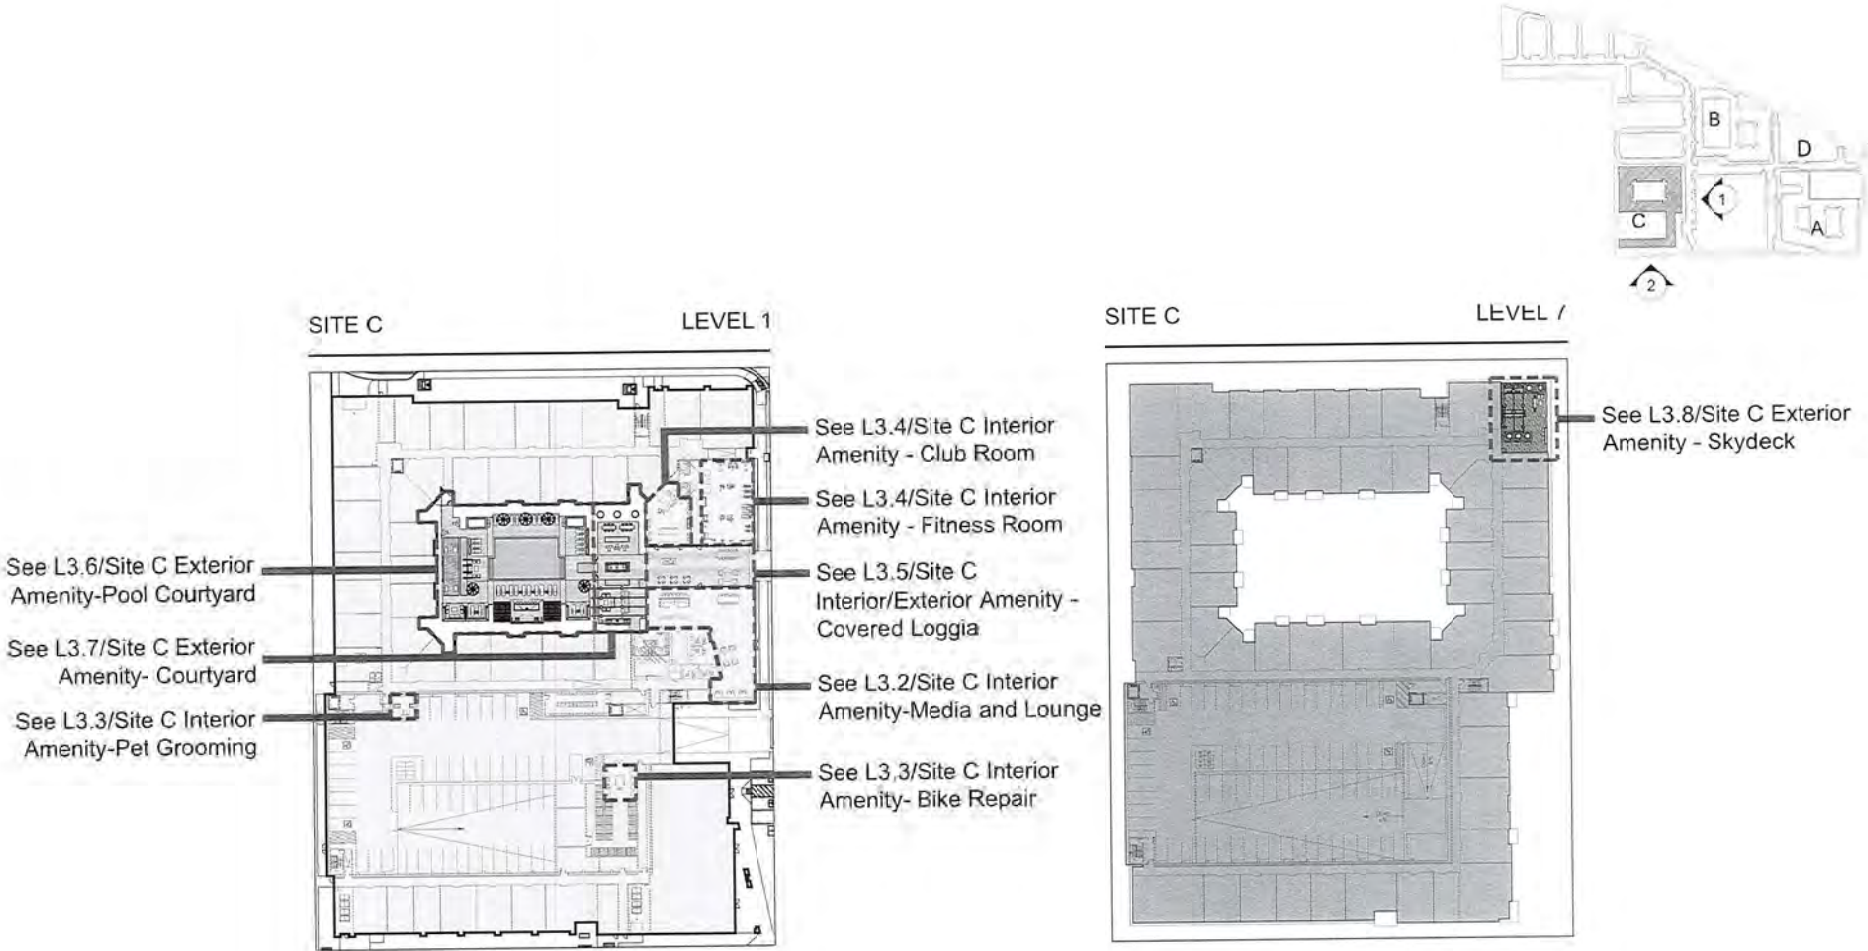 B
D
1
C
A
2
SITE C LEVEL 1
See L3.4/Site C Interior
Amenity - Club Room
See L3.4/Site C Interior
Amenity - Fitness Room
See L3.6/Site C Exterior
Amenity-Pool Courtyard
See L3.5/Site C
Interior/Exterior Amenity -
Covered Loggia
See L3.7/Site C Exterior
Amenity- Courtyard
See L3.2/Site C Interior
Amenity-Media and Lounge
See L3.3/Site C Interior
Amenity-Pet Grooming
See L3,3/Site C Interior
Amenity- Bike Repair
SITE C LEVEL 7
See L3.8/Site C Exterior
Amenity - Skydeck